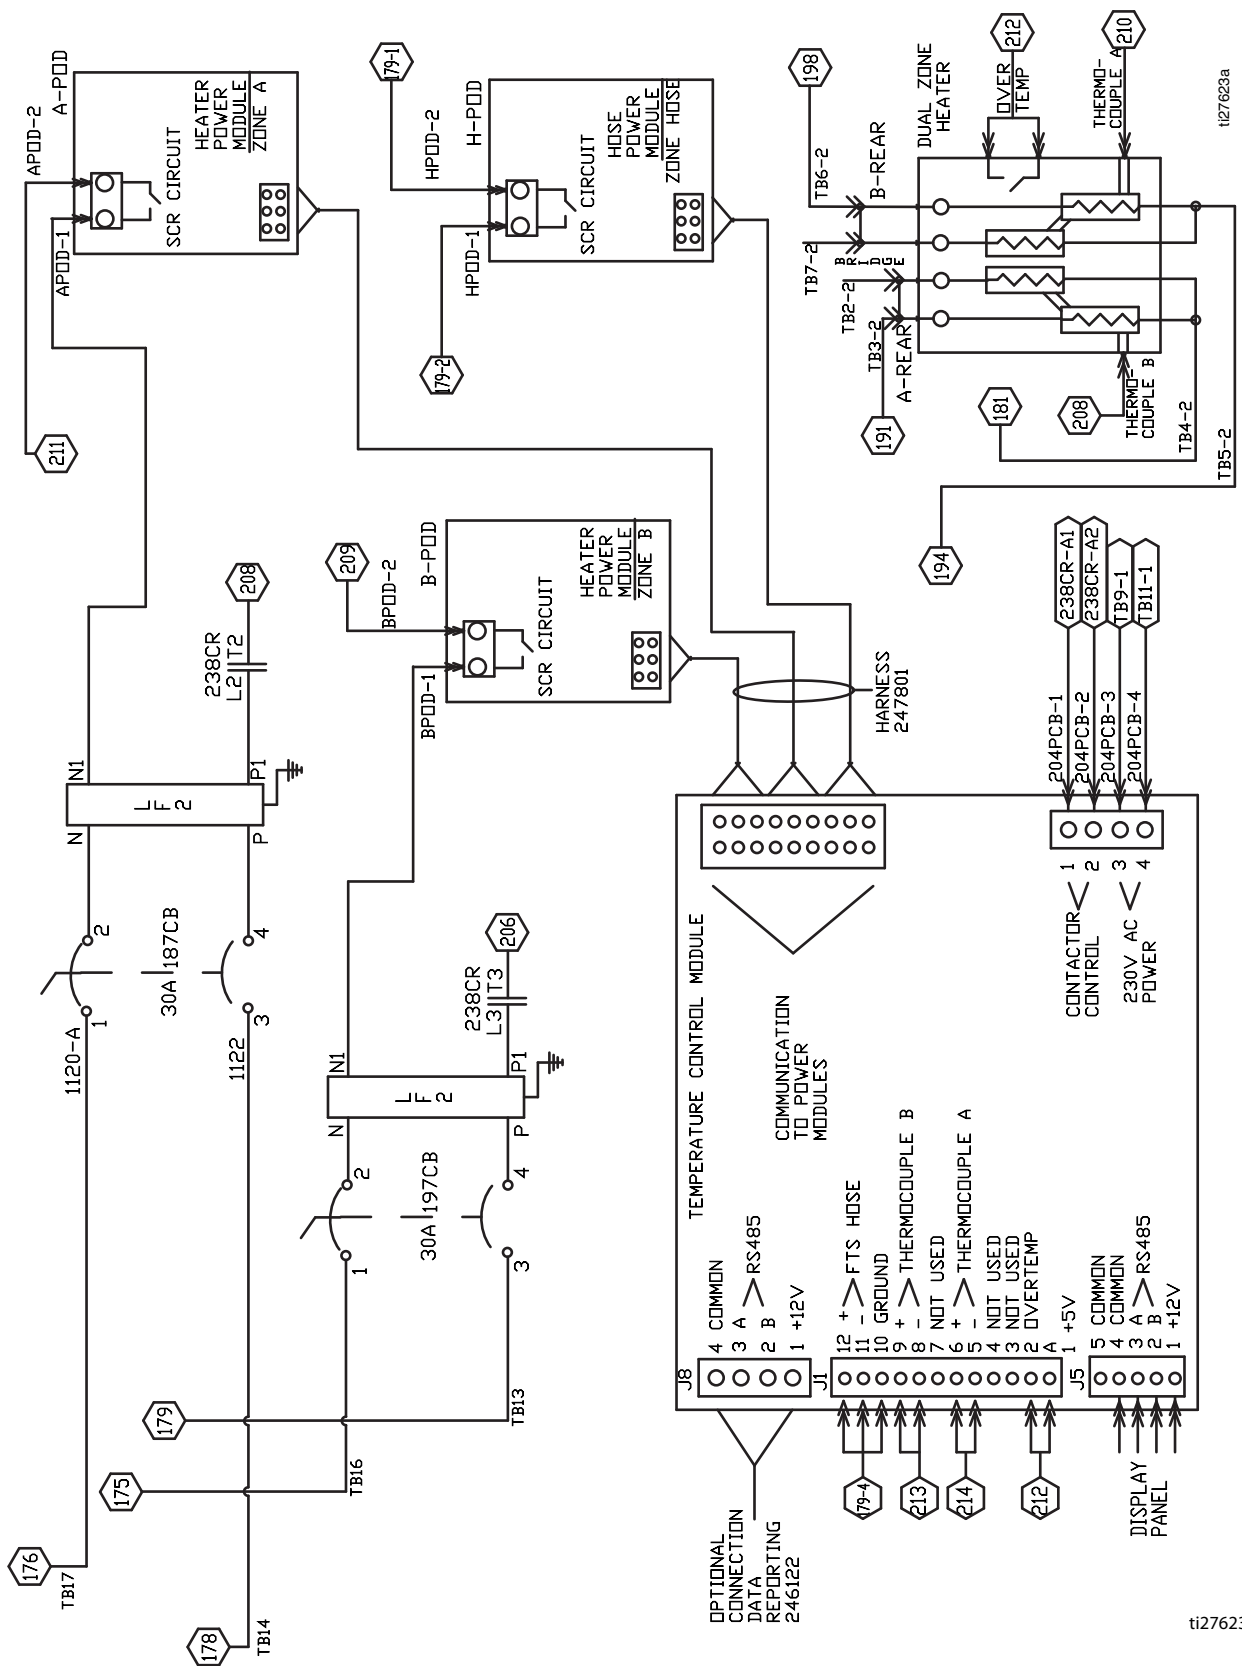 176
TB17
1120-A
1
2
30A 187CB
178
TB14
1122
3
4
N
N1
LF2
P
P1
238CR
L2
T2
208
APOD-1
APOD-2
211
A-POD
SCR CIRCUIT
HEATER
POWER
MODULE
ZONE A
175
TB16
1
2
30A 197CB
179
TB13
3
4
N
N1
LF2
P
P1
238CR
L3
T3
206
BPOD-1
BPOD-2
209
B-POD
SCR CIRCUIT
HEATER
POWER
MODULE
ZONE B
179-1
179-2
HPOD-1
HPOD-2
H-POD
SCR CIRCUIT
HOSE
POWER
MODULE
ZONE HOSE
HARNESS
247801
TEMPERATURE CONTROL MODULE
COMMUNICATION
TO POWER
MODULES
J8
4 COMMON
3 A
2 B
RS485
1 +12V
OPTIONAL
CONNECTION
DATA
REPORTING
246122
J1
12 +
11 -
FTS HOSE
10 GROUND
9 +
8 -
THERMOCOUPLE B
7 NOT USED
6 +
5 -
THERMOCOUPLE A
4 NOT USED
3 NOT USED
2 OVERTEMP
A
1 +5V
179-4
213
214
212
J5
5 COMMON
4 COMMON
3 A
2 B
RS485
1 +12V
DISPLAY
PANEL
1
2
CONTACTOR
CONTROL
3
4
230V AC
POWER
204PCB-1
204PCB-2
204PCB-3
204PCB-4
238CR-A1
238CR-A2
TB9-1
TB11-1
198
TB6-2
B-REAR
TB7-2
BRIDGE
TB2-2
TB3-2
A-REAR
191
181
194
208
THERMO-
COUPLE B
TB4-2
TB5-2
DUAL ZONE
HEATER
OVER
TEMP
212
THERMO-
COUPLE A
210
ti27623a
ti27623